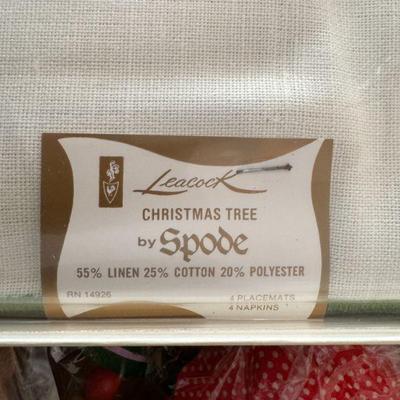 Leacock
CHRISTMAS TREE
by Spode
55% LINEN 25% COTTON 20% POLYESTER
RN 14926
4 PLACEMATS
4 NAPKINS